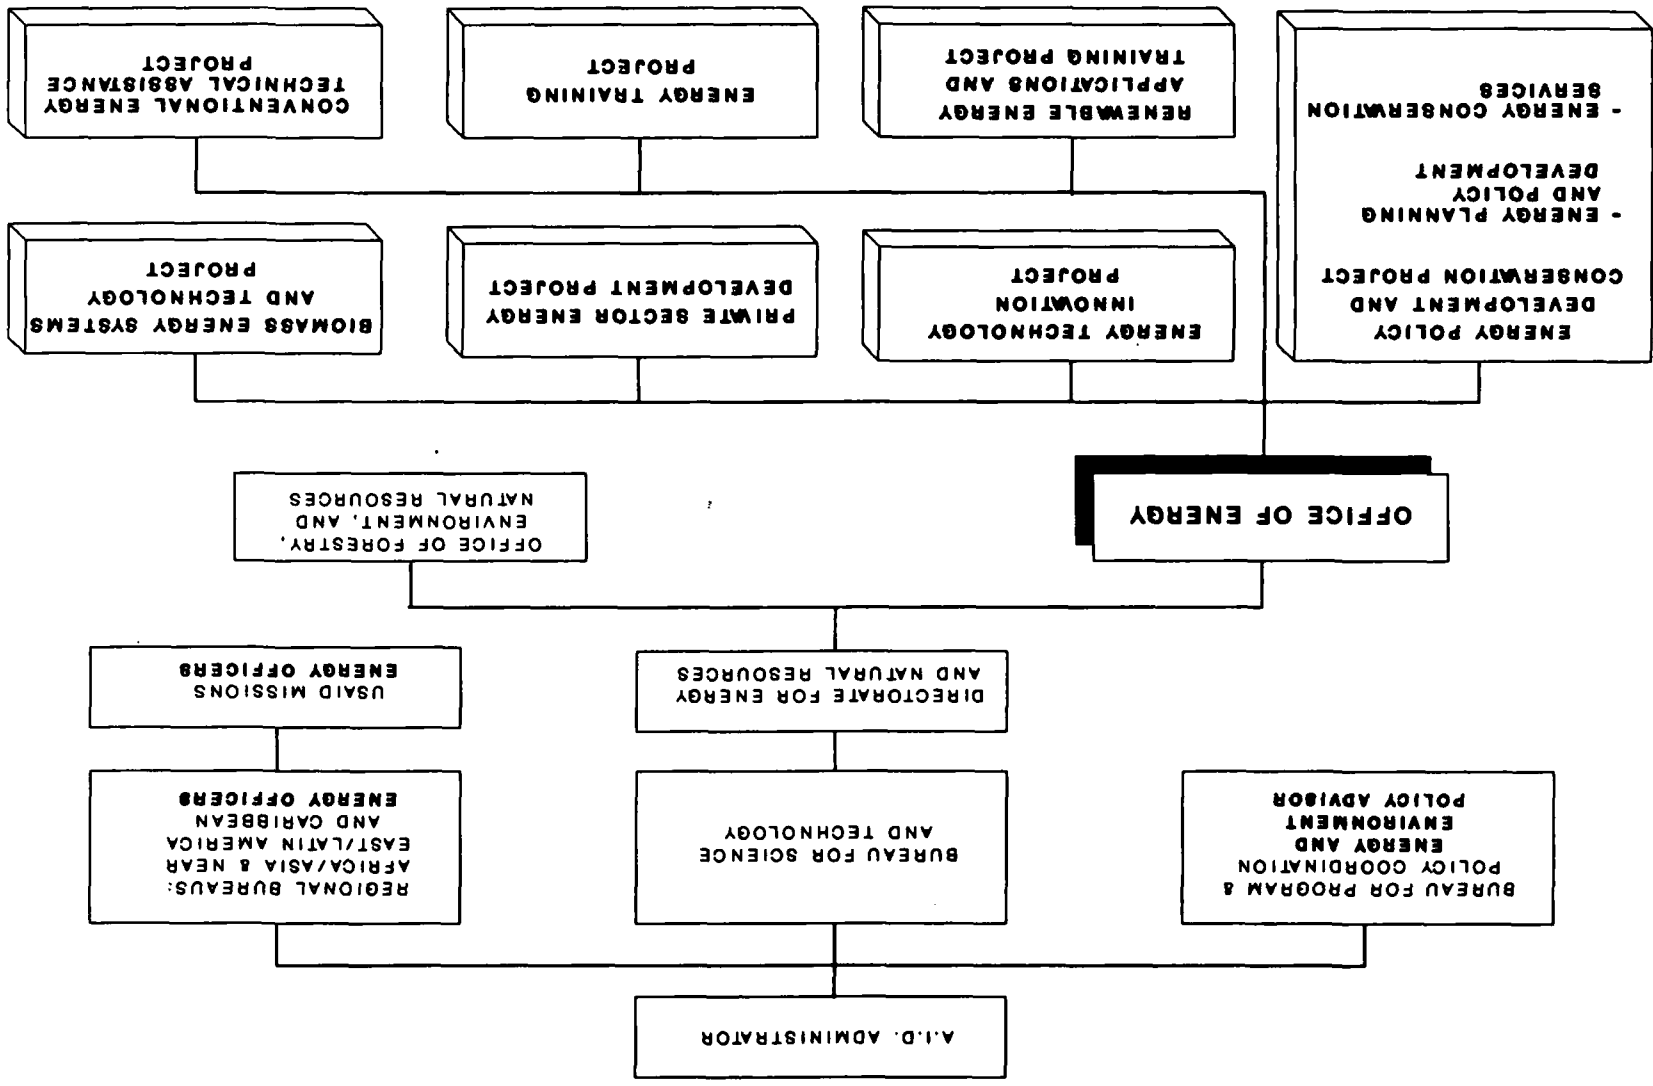 A.I.D. ADMINISTRATOR
BUREAU FOR PROGRAM &
POLICY COORDINATION
ENERGY AND
ENVIRONMENT
POLICY ADVISOR
BUREAU FOR SCIENCE
AND TECHNOLOGY
REGIONAL BUREAUS:
AFRICA/ASIA & NEAR
EAST/LATIN AMERICA
AND CARIBBEAN
ENERGY OFFICERS
DIRECTORATE FOR ENERGY
AND NATURAL RESOURCES
USAID MISSIONS
ENERGY OFFICERS
OFFICE OF ENERGY
OFFICE OF FORESTRY,
ENVIRONMENT, AND
NATURAL RESOURCES
ENERGY POLICY
DEVELOPMENT AND
CONSERVATION PROJECT
- ENERGY PLANNING
AND POLICY
DEVELOPMENT
- ENERGY CONSERVATION
SERVICES
ENERGY TECHNOLOGY
INNOVATION
PROJECT
PRIVATE SECTOR ENERGY
DEVELOPMENT PROJECT
BIOMASS ENERGY SYSTEMS
AND TECHNOLOGY
PROJECT
RENEWABLE ENERGY
APPLICATIONS AND
TRAINING PROJECT
ENERGY TRAINING
PROJECT
CONVENTIONAL ENERGY
TECHNICAL ASSISTANCE
PROJECT